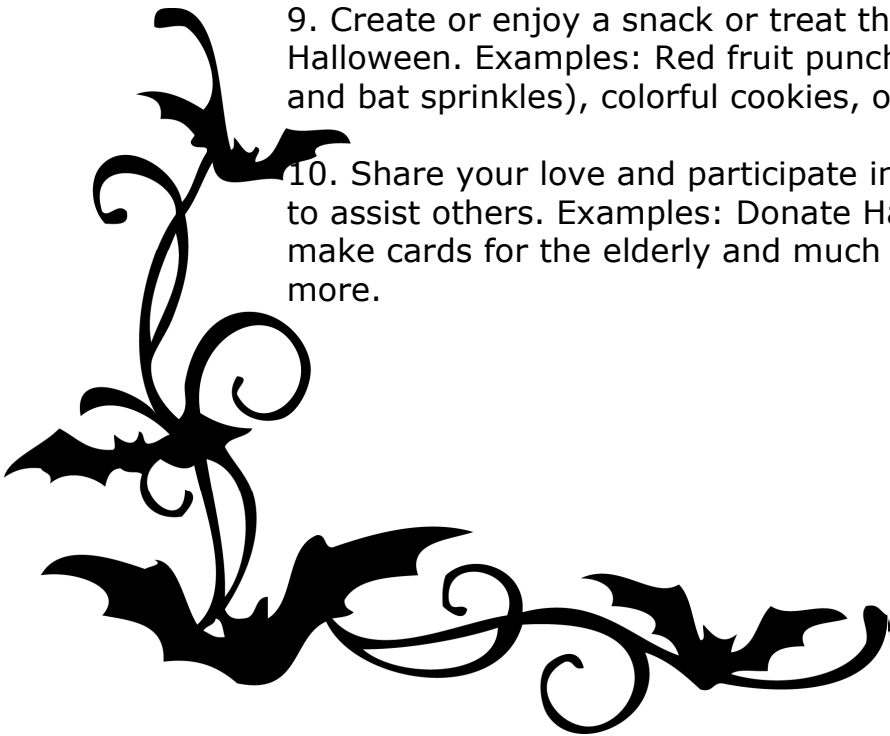 9. Create or enjoy a snack or treat th
Halloween. Examples: Red fruit punch
and bat sprinkles), colorful cookies, o
10. Share your love and participate in
to assist others. Examples: Donate Ha
make cards for the elderly and much
more.